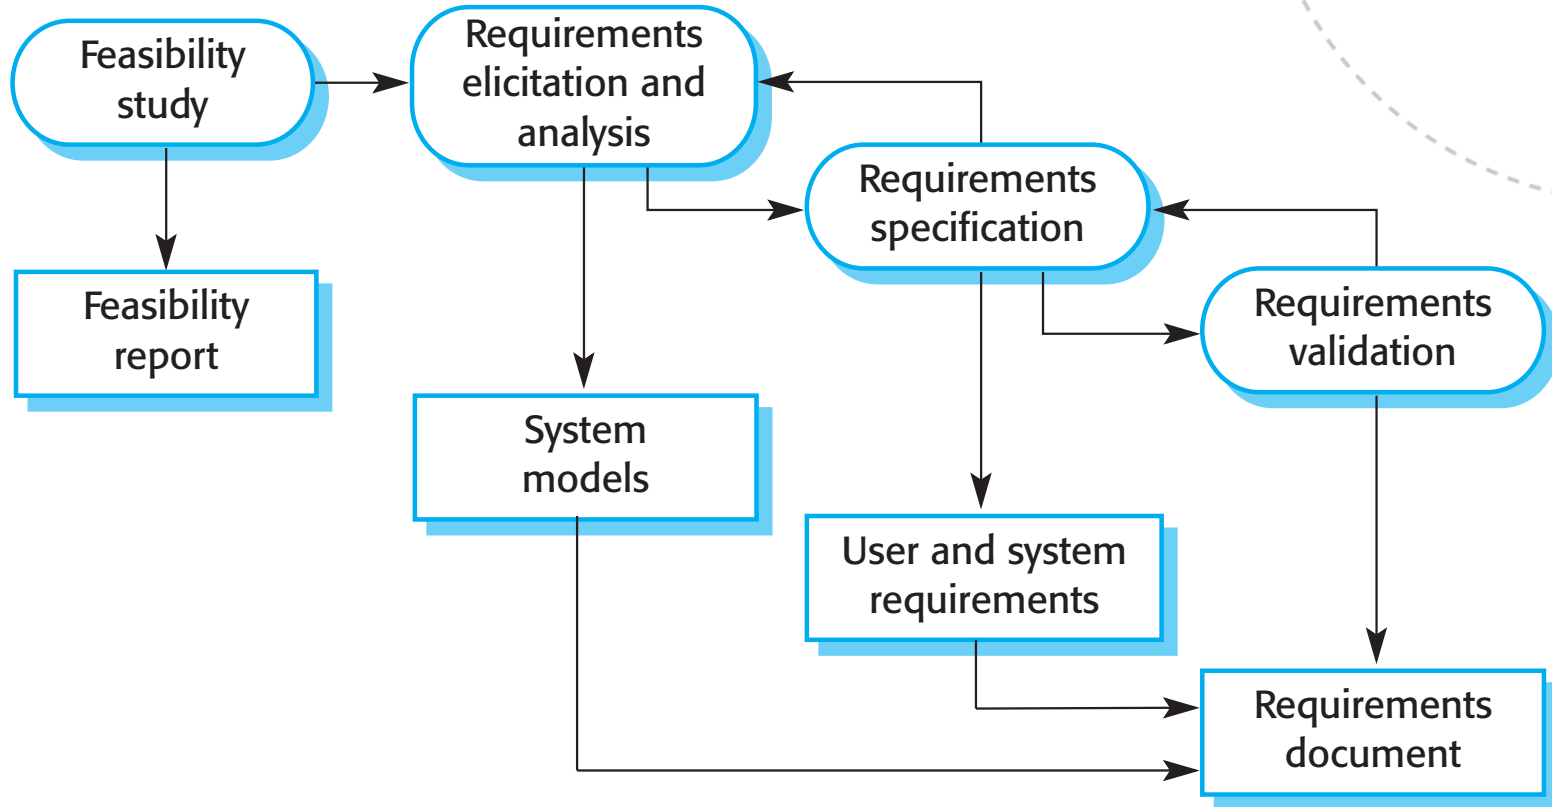 Feasibility
study
Requirements
elicitation and
analysis
Requirements
specification
Requirements
validation
Feasibility
report
System
models
User and system
requirements
Requirements
document